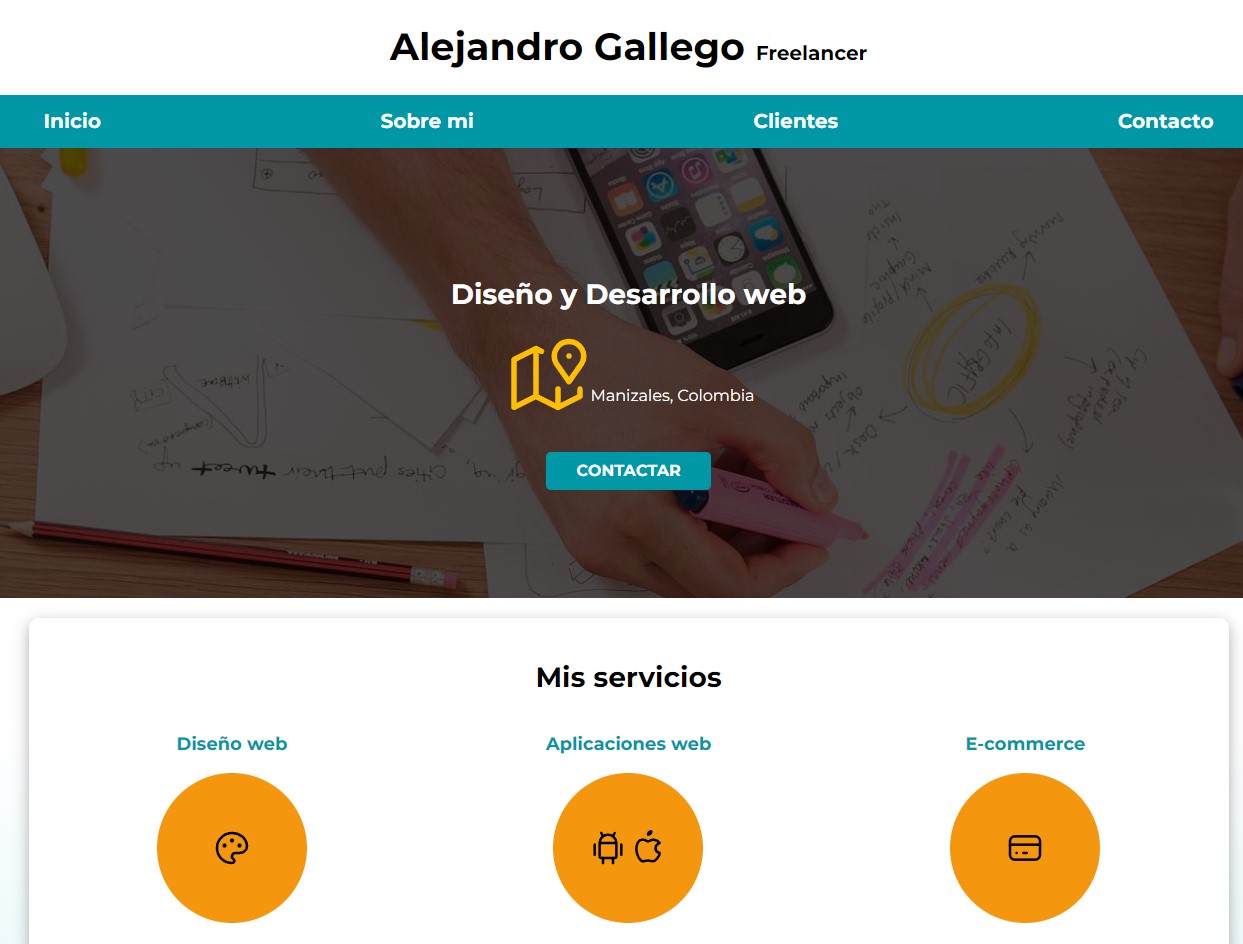 Alejandro Gallego Freelancer
Inicio Sobre mi Clientes Contacto
Diseño y Desarrollo web
Manizales, Colombia
CONTACTAR
Mis servicios
Diseño web Aplicaciones web E-commerce